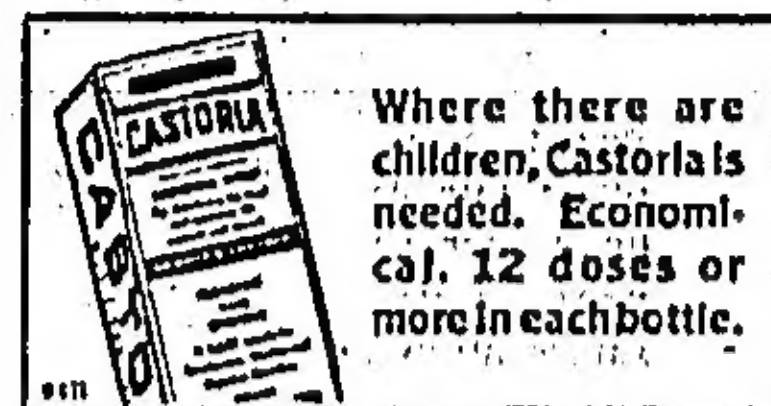 CASTORIA
CASTO
Where there are
children, Castoria is
needed. Economi-
cal. 12 doses or
more in each bottle.